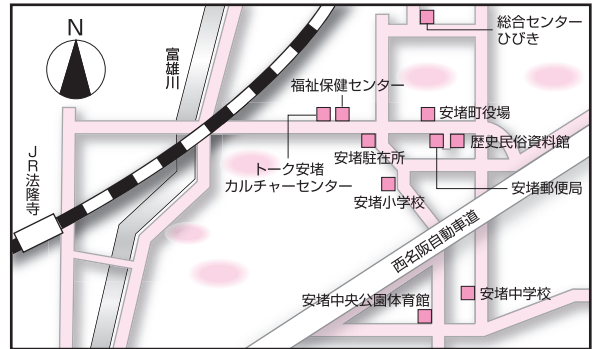 N
総合センター
ひびき
富雄川
福祉保健センター
安堵町役場
歴史民俗資料館
安堵駐在所
トーク安堵
カルチャーセンター
安堵郵便局
安堵小学校
JR法隆寺
西名阪自動車道
安堵中学校
安堵中央公園体育館